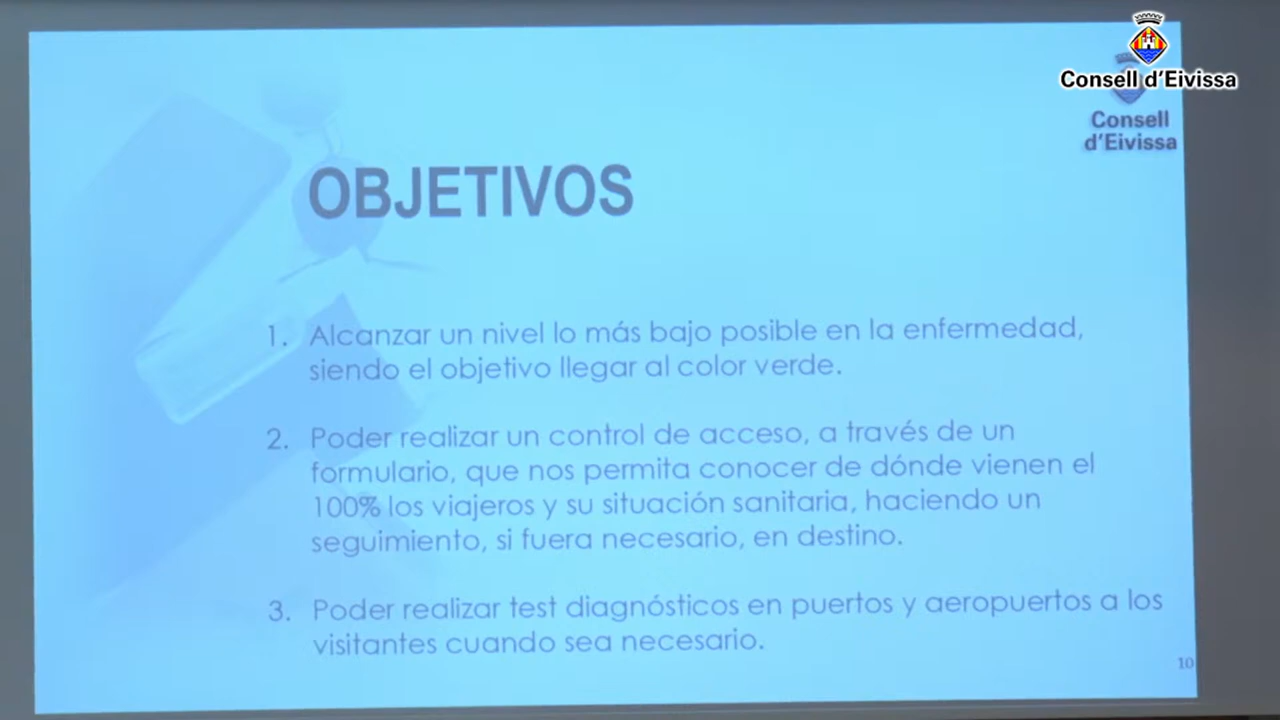 Consell d'Eivissa
Consell
d'Eivissa
OBJETIVOS
1. Alcanzar un nivel lo más bajo posible en la enfermedad,
siendo el objetivo llegar al color verde.
2. Poder realizar un control de acceso, a través de un
formulario, que nos permita conocer de dónde vienen el
100% los viajeros y su situación sanitaria, haciendo un
seguimiento, si fuera necesario, en destino.
3. Poder realizar test diagnósticos en puertos y aeropuertos a los
visitantes cuando sea necesario.
10